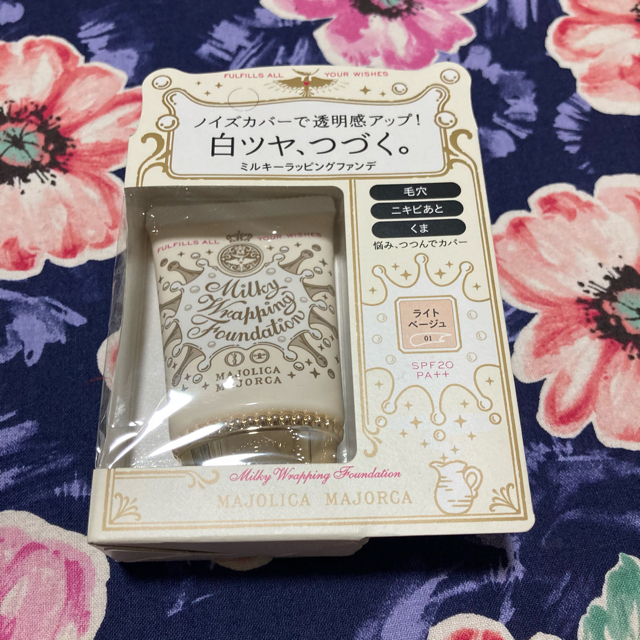 FULFILLS ALL YOUR WISHES
ノイズカバーで透明感アップ!
白ツヤ、つづく。
ミルキーラッピングファンデ
毛穴
ニキビあと
くま
悩み、つつんでカバー
FULFILLS ALL YOUR WISHES
Milky
Wrapping
Foundation
MAJOLICA
MAJORCA
ライト
ベージュ
01
SPF20
PA++
Milky Wrapping Foundation
MAJOLICA MAJORCA